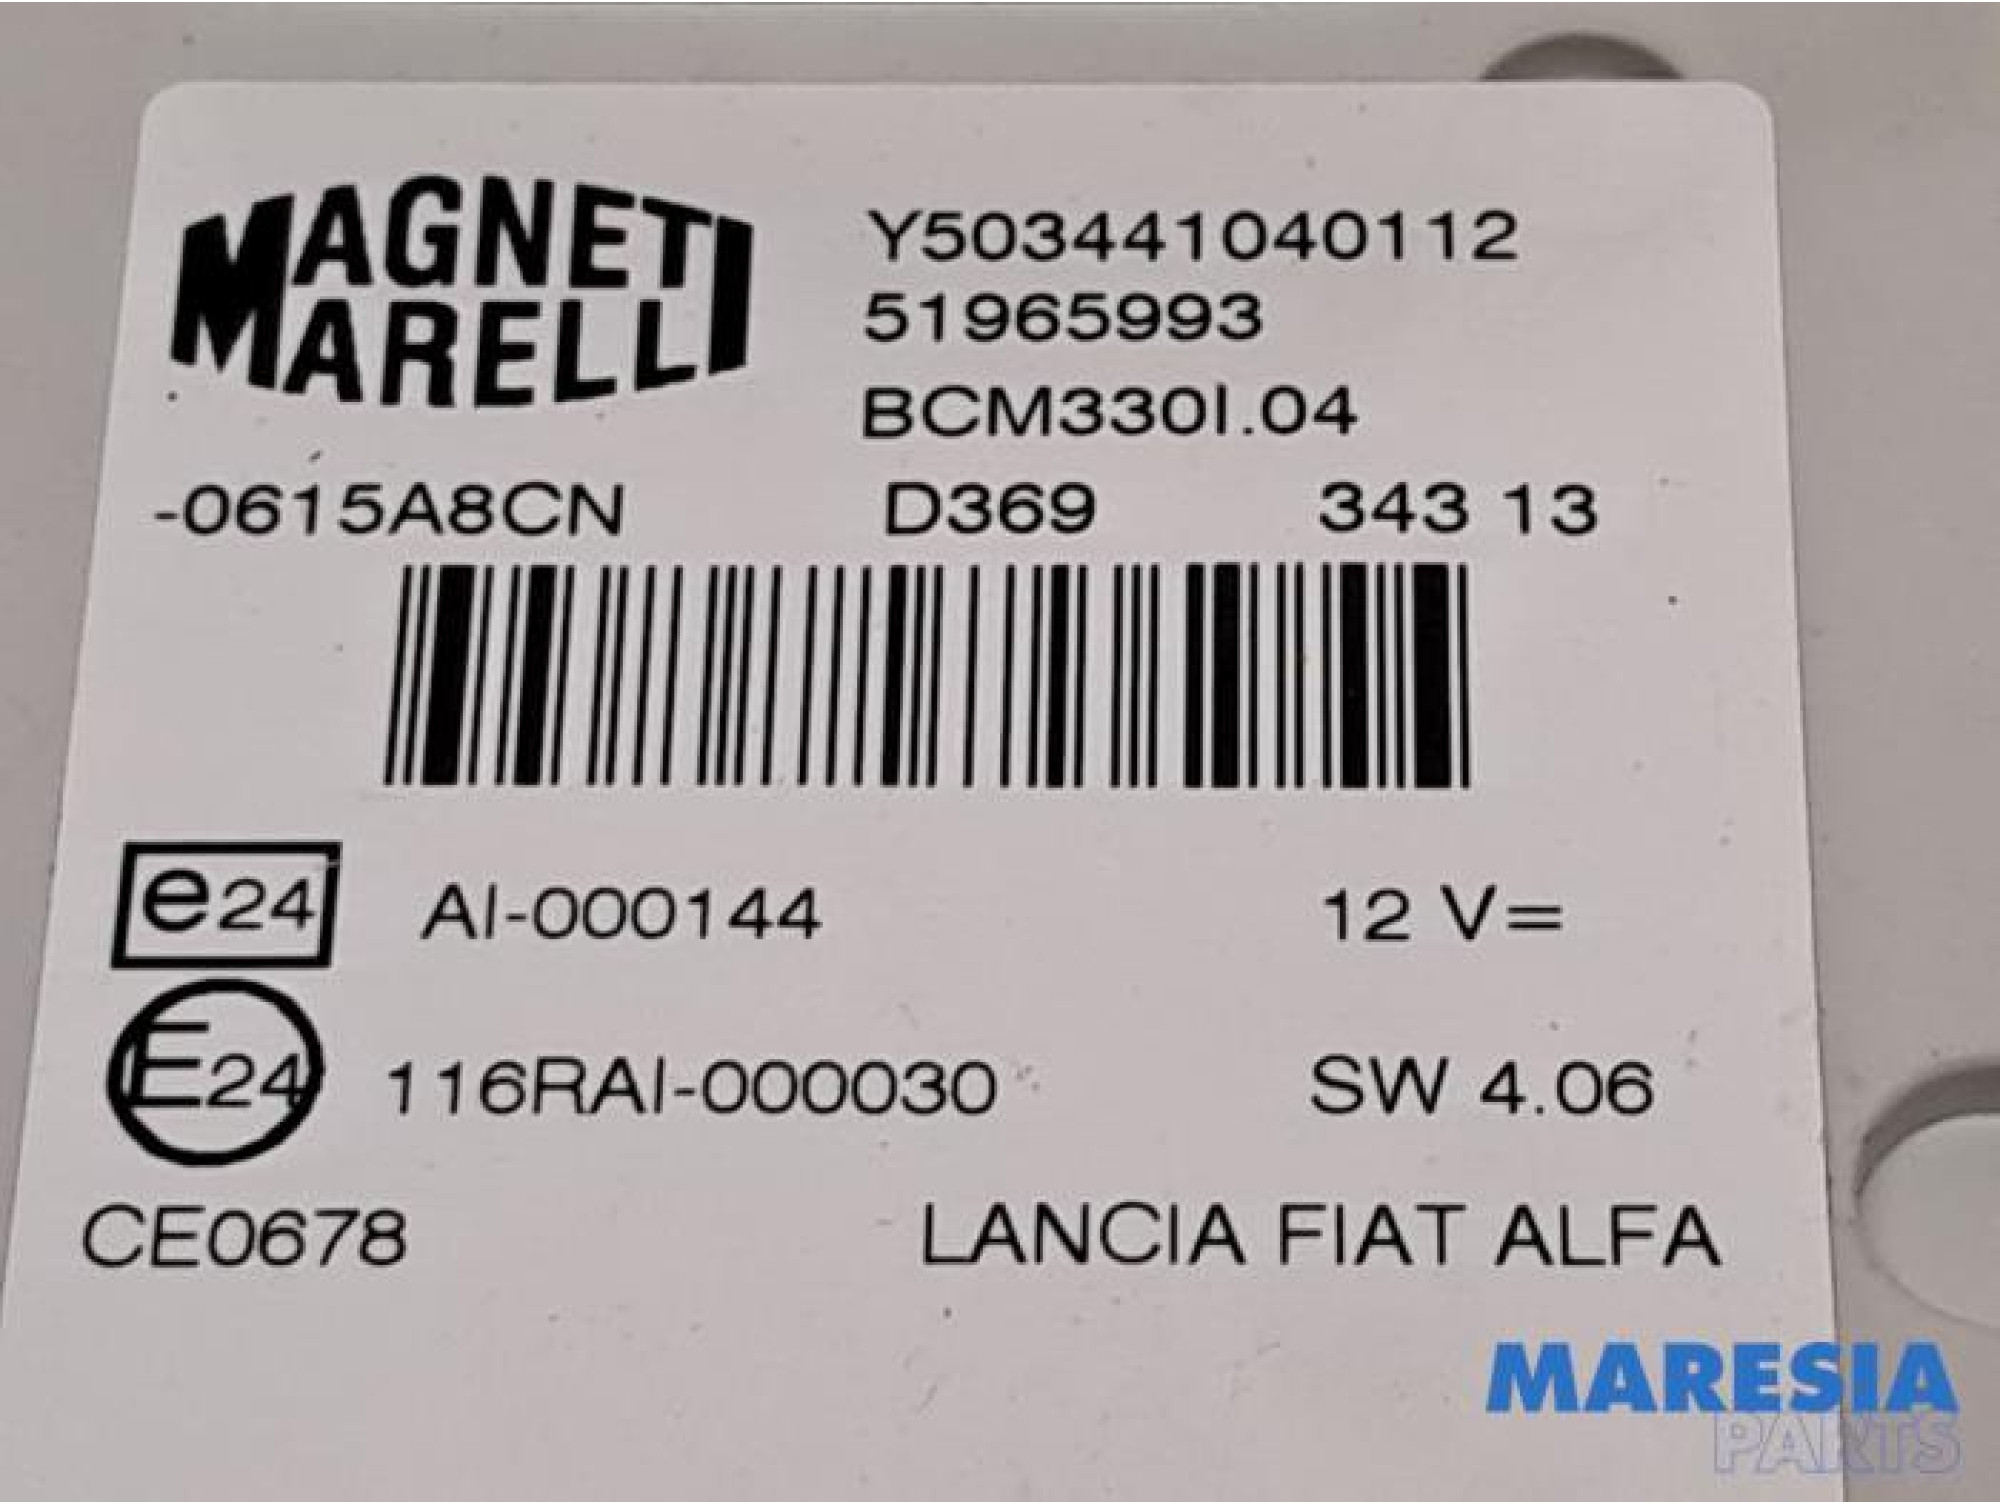 MAGNETI
MARELLI
Y503441040112
51965993
BCM330I.04
-0615A8CN D369 343 13
e24 AI-000144 12 V=
E24 116RAI-000030 SW 4.06
CE0678 LANCIA FIAT ALFA
MARESIA
PARTS